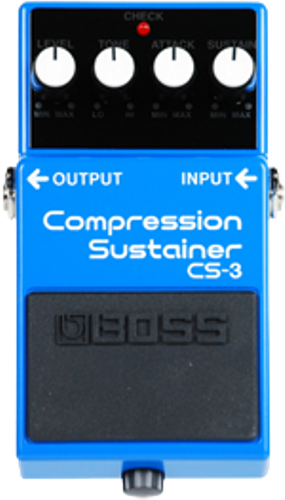 CHECK
LEVEL TONE ATTACK SUSTAIN
MIN MAX LO HI MIN MAX MIN MAX
←OUTPUT INPUT←
Compression
Sustainer
CS-3
BOSS